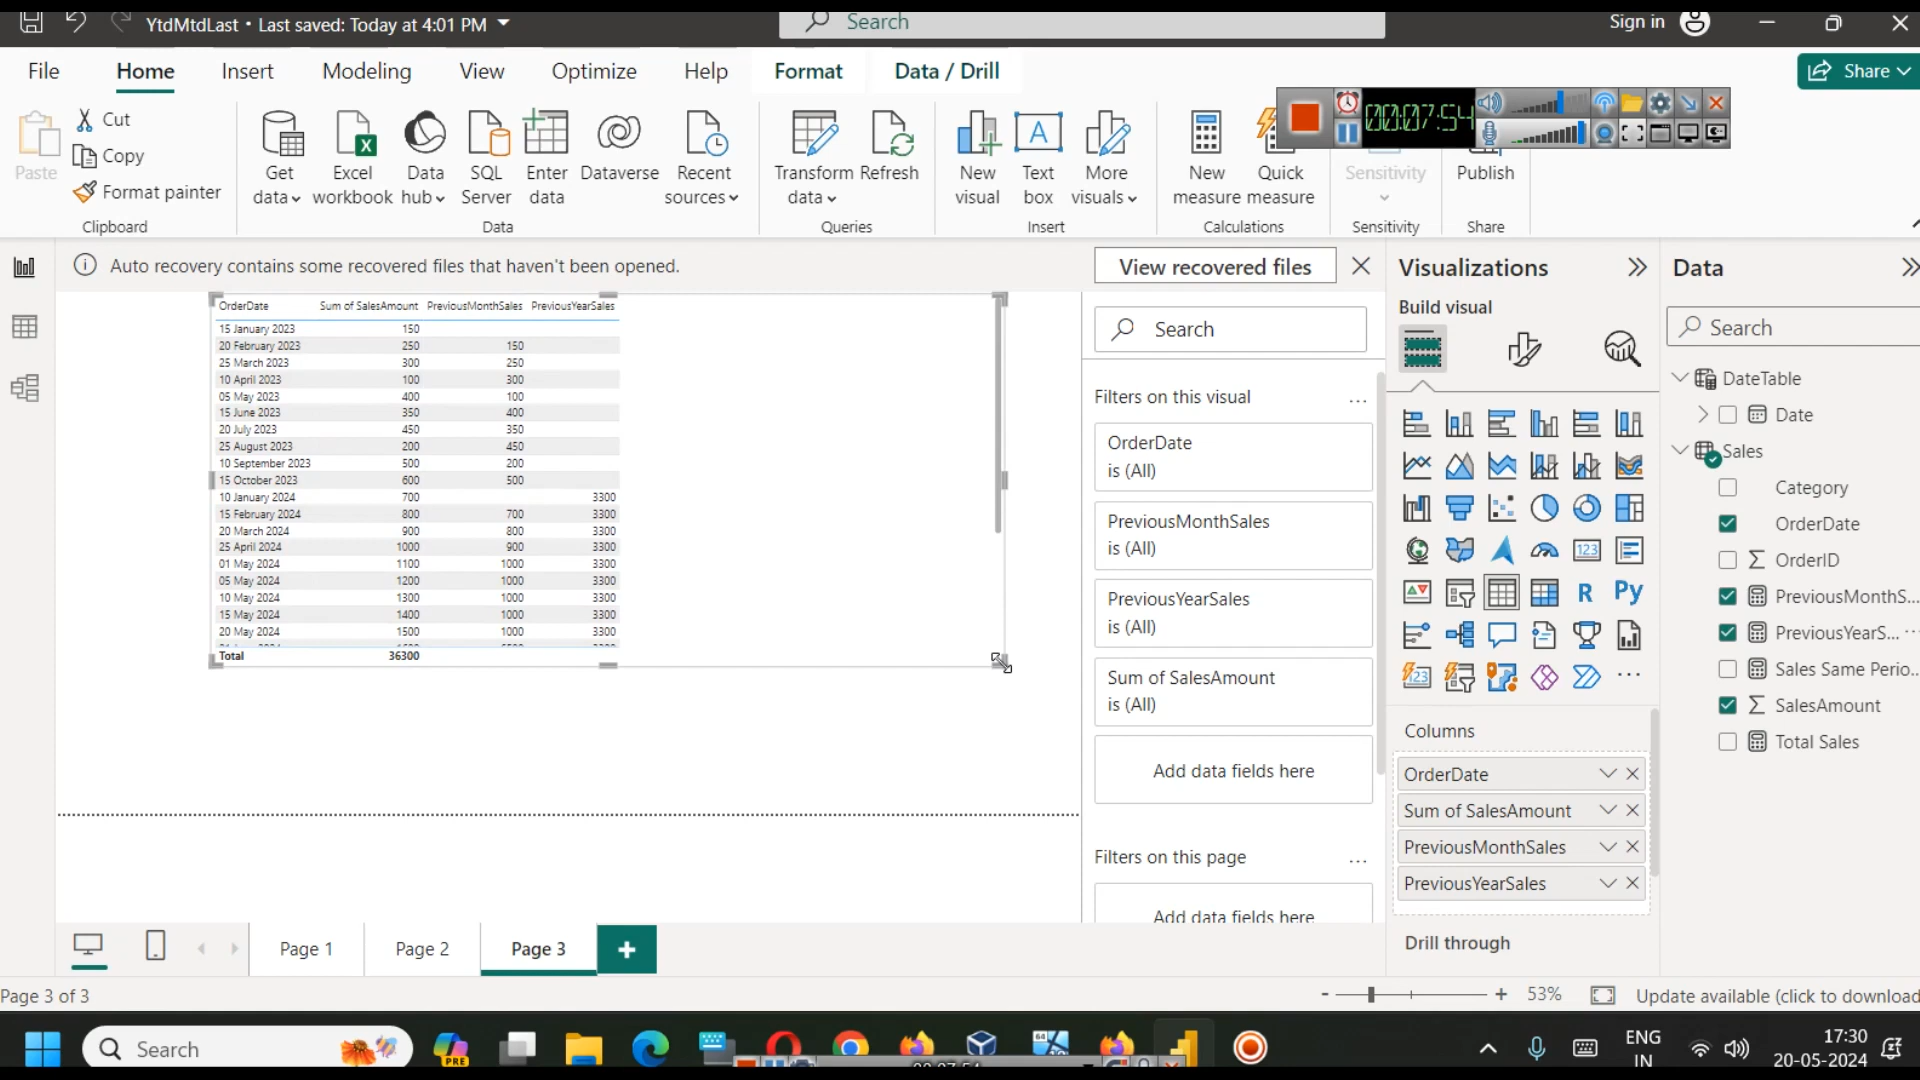 YtdMtdLast • Last saved: Today at 4:01 PM
Search
Sign in
File Home Insert Modeling View Optimize Help Format Data / Drill
Share
Paste
Cut
Copy
Format painter
Get data
Excel workbook
Data hub
SQL Server
Enter data
Dataverse
Recent sources
Transform data
Refresh
New visual
Text box
More visuals
New measure
Quick measure
Sensitivity
Publish
00:07:54
Clipboard
Data
Queries
Insert
Calculations
Sensitivity
Share
Auto recovery contains some recovered files that haven't been opened.
View recovered files
OrderDate Sum of SalesAmount PreviousMonthSales PreviousYearSales
15 January 2023 150
20 February 2023 250 150
25 March 2023 300 250
10 April 2023 100 300
05 May 2023 400 100
15 June 2023 350 400
20 July 2023 450 350
25 August 2023 200 450
10 September 2023 500 200
15 October 2023 600 500
10 January 2024 700 3300
15 February 2024 800 700 3300
20 March 2024 900 800 3300
25 April 2024 1000 900 3300
01 May 2024 1100 1000 3300
05 May 2024 1200 1000 3300
10 May 2024 1300 1000 3300
15 May 2024 1400 1000 3300
20 May 2024 1500 1000 3300
Total 36300
Search
Filters on this visual
...
OrderDate
is (All)
PreviousMonthSales
is (All)
PreviousYearSales
is (All)
Sum of SalesAmount
is (All)
Add data fields here
Filters on this page
...
Add data fields here
Visualizations
Build visual
123
R
Py
123
...
Columns
OrderDate
Sum of SalesAmount
PreviousMonthSales
PreviousYearSales
Drill through
Data
Search
DateTable
Date
Sales
Category
OrderDate
OrderID
PreviousMonthS...
PreviousYearS... ...
Sales Same Perio...
SalesAmount
Total Sales
Page 1
Page 2
Page 3
Page 3 of 3
- + 53%
Update available (click to download
Search
PRE
64
ENG
IN
17:30
20-05-2024